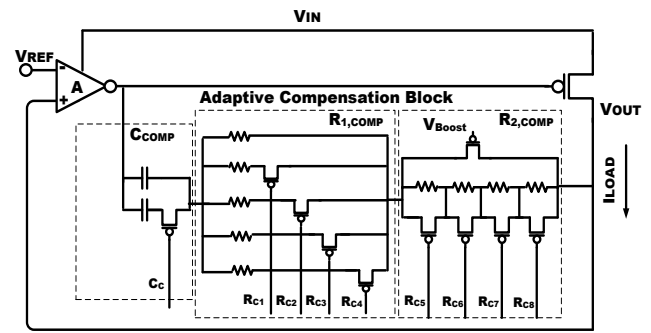 VIN
VREF
-
A
+
Adaptive Compensation Block
VOUT
CCOMP
R1,COMP
VBoost
R2,COMP
ILOAD
CC
RC1 RC2 RC3 RC4
RC5 RC6 RC7 RC8